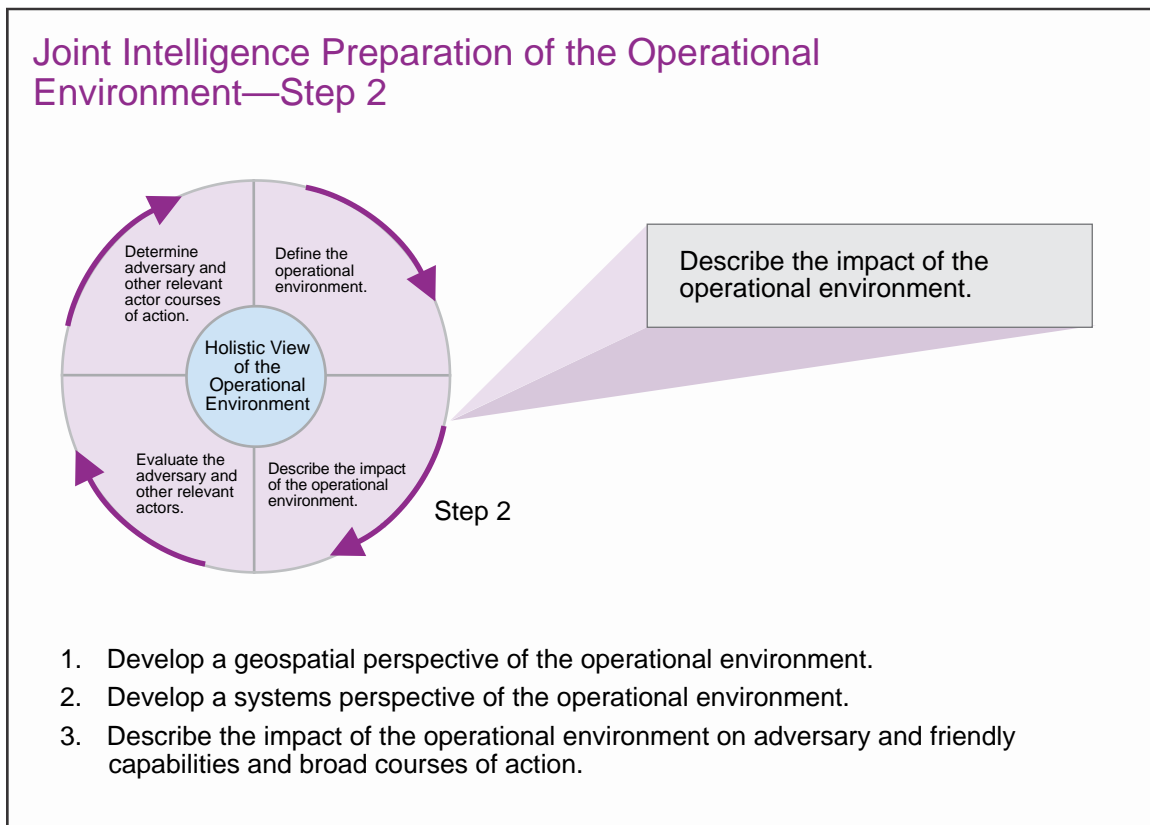 Joint Intelligence Preparation of the Operational
Environment—Step 2
Determine
adversary and
other relevant
actor courses
of action.
Define the
operational
environment.
Describe the impact of the
operational environment.
Holistic View
of the
Operational
Environment
Evaluate the
adversary and
other relevant
actors.
Describe the impact
of the operational
environment.
Step 2
1. Develop a geospatial perspective of the operational environment.
2. Develop a systems perspective of the operational environment.
3. Describe the impact of the operational environment on adversary and friendly
capabilities and broad courses of action.